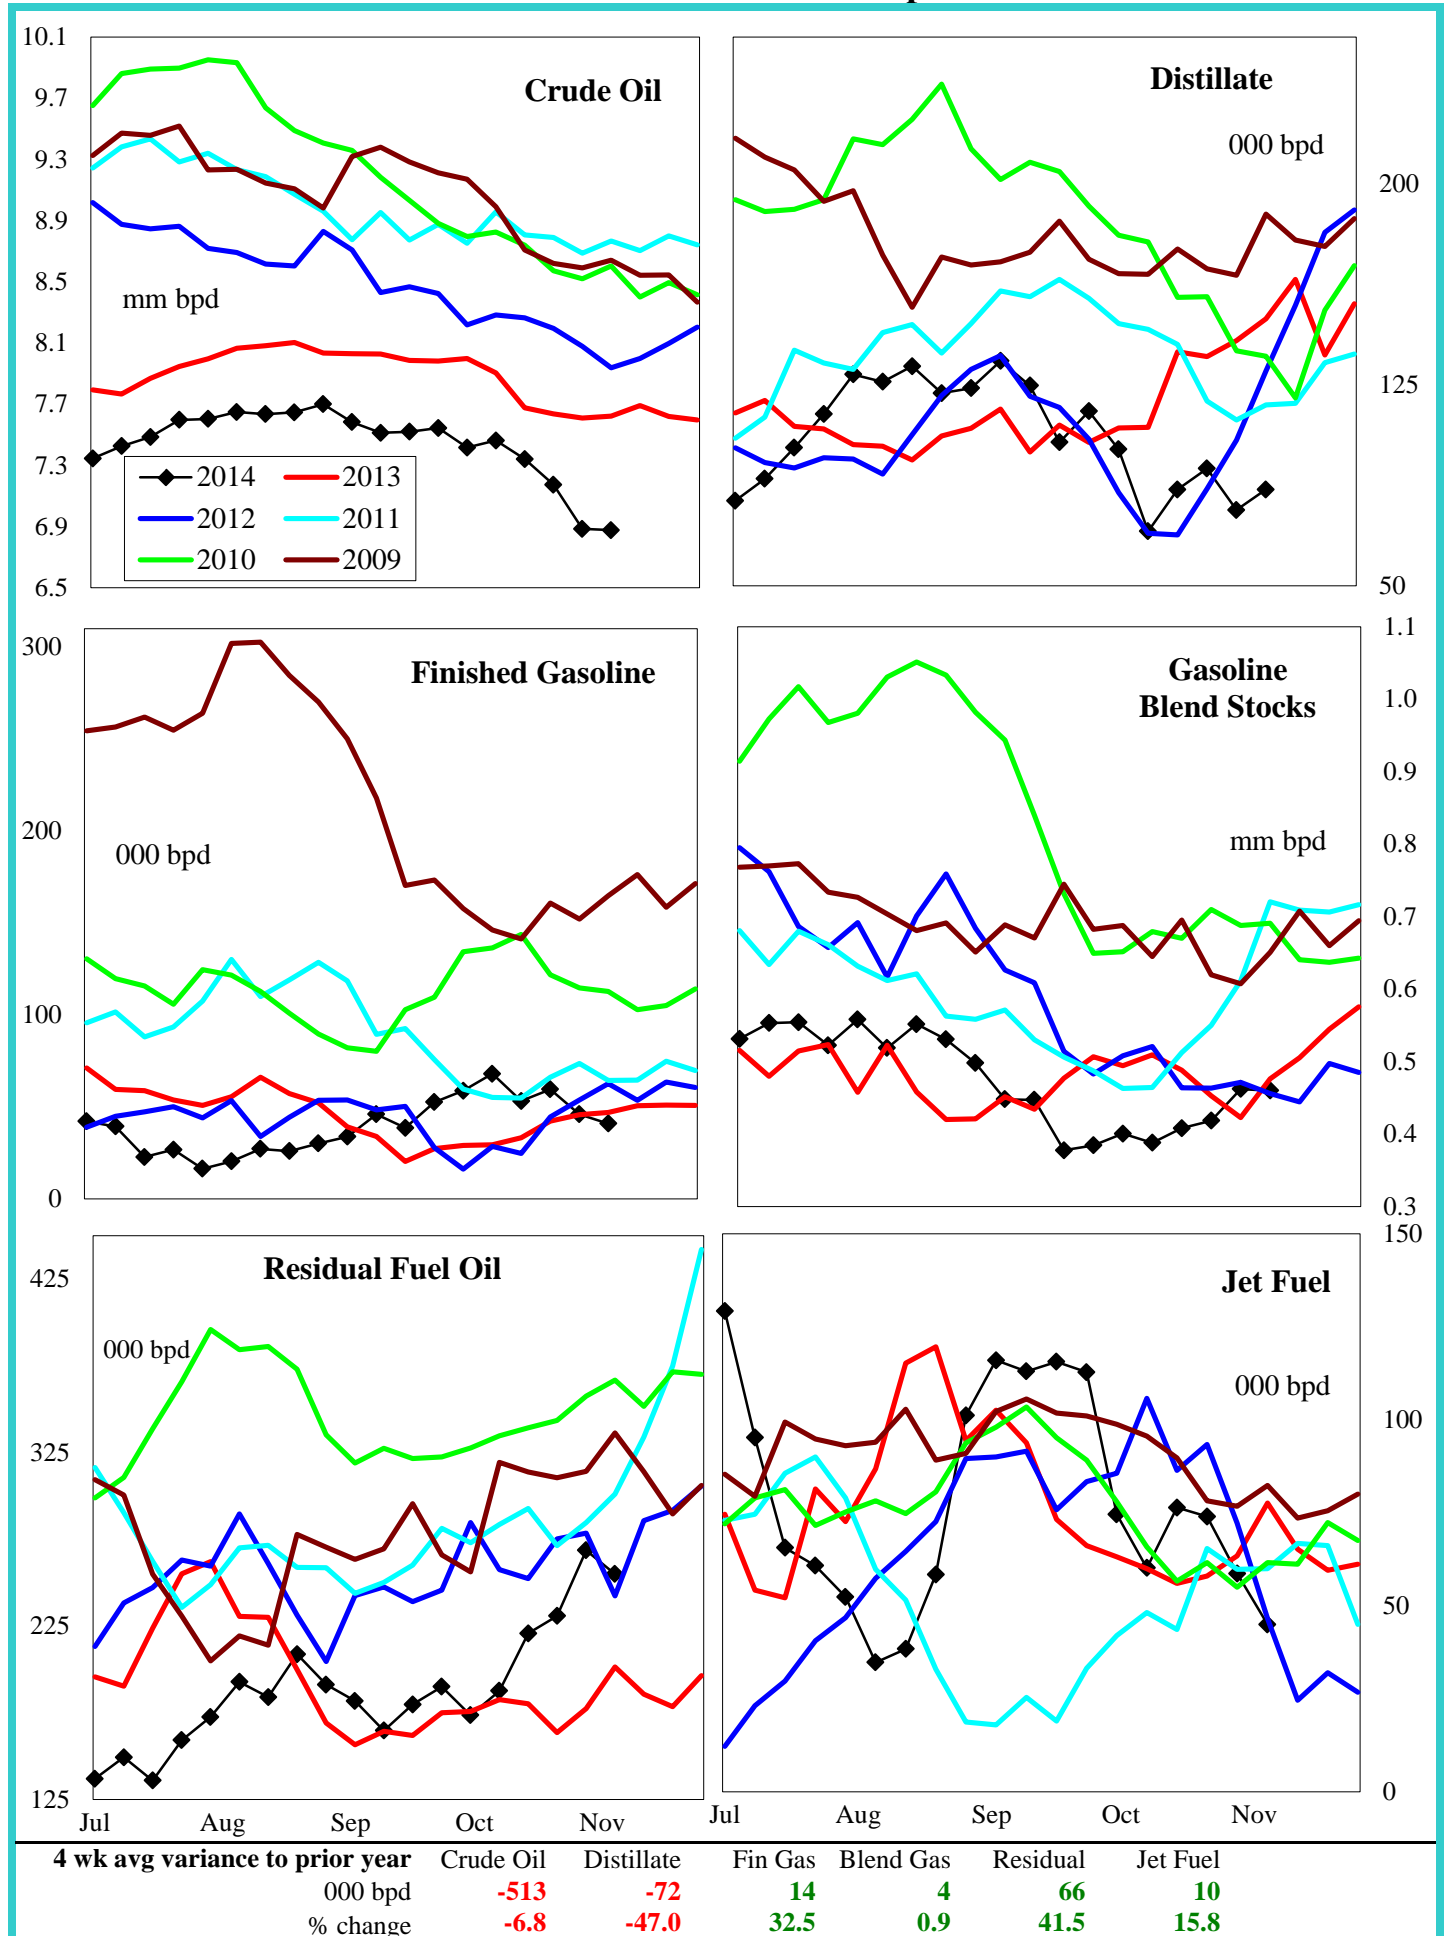 Crude Oil
mm bpd
10.1
9.7
9.3
8.9
8.5
8.1
7.7
7.3
6.9
6.5
2014 2013
2012 2011
2010 2009
Distillate
000 bpd
200
125
50
Finished Gasoline
000 bpd
300
200
100
0
Gasoline
Blend Stocks
mm bpd
1.1
1.0
0.9
0.8
0.7
0.6
0.5
0.4
0.3
Residual Fuel Oil
000 bpd
425
325
225
125
Jul Aug Sep Oct Nov
Jet Fuel
000 bpd
150
100
50
0
Jul Aug Sep Oct Nov
4 wk avg variance to prior year Crude Oil Distillate Fin Gas Blend Gas Residual Jet Fuel
000 bpd -513 -72 14 4 66 10
% change -6.8 -47.0 32.5 0.9 41.5 15.8